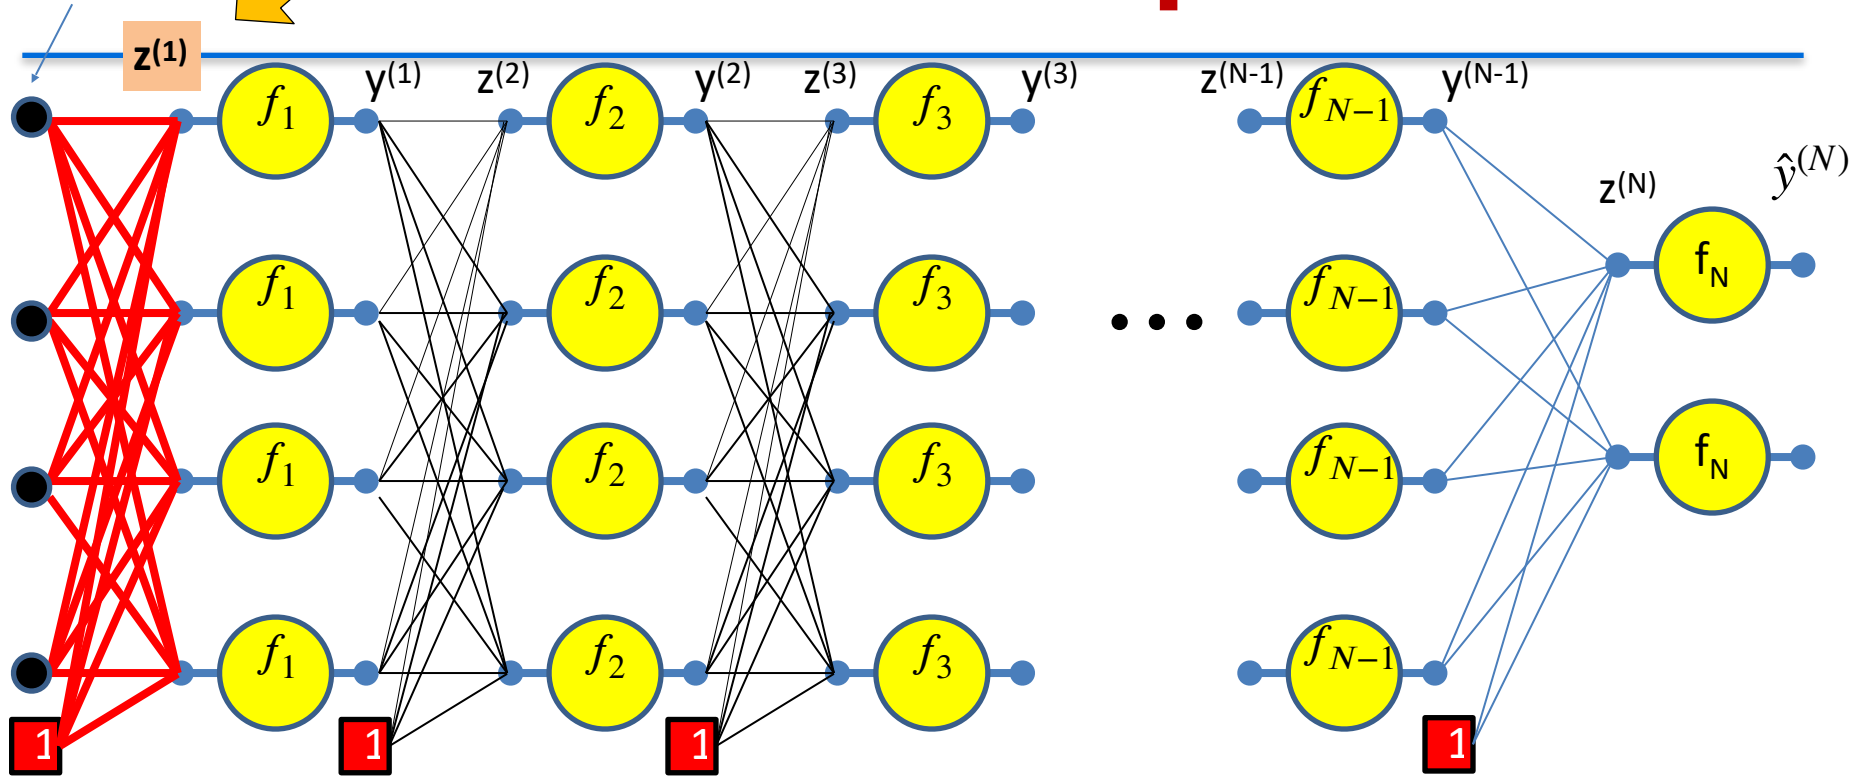 z(1) y(1) z(2) y(2) z(3) y(3) z(N-1) y(N-1)
f1 f2 f3 fN−1
ŷ(N)
z(N)
f1 f2 f3 fN−1 fN
f1 f2 f3 fN−1 fN
f1 f2 f3 fN−1
1 1 1 1